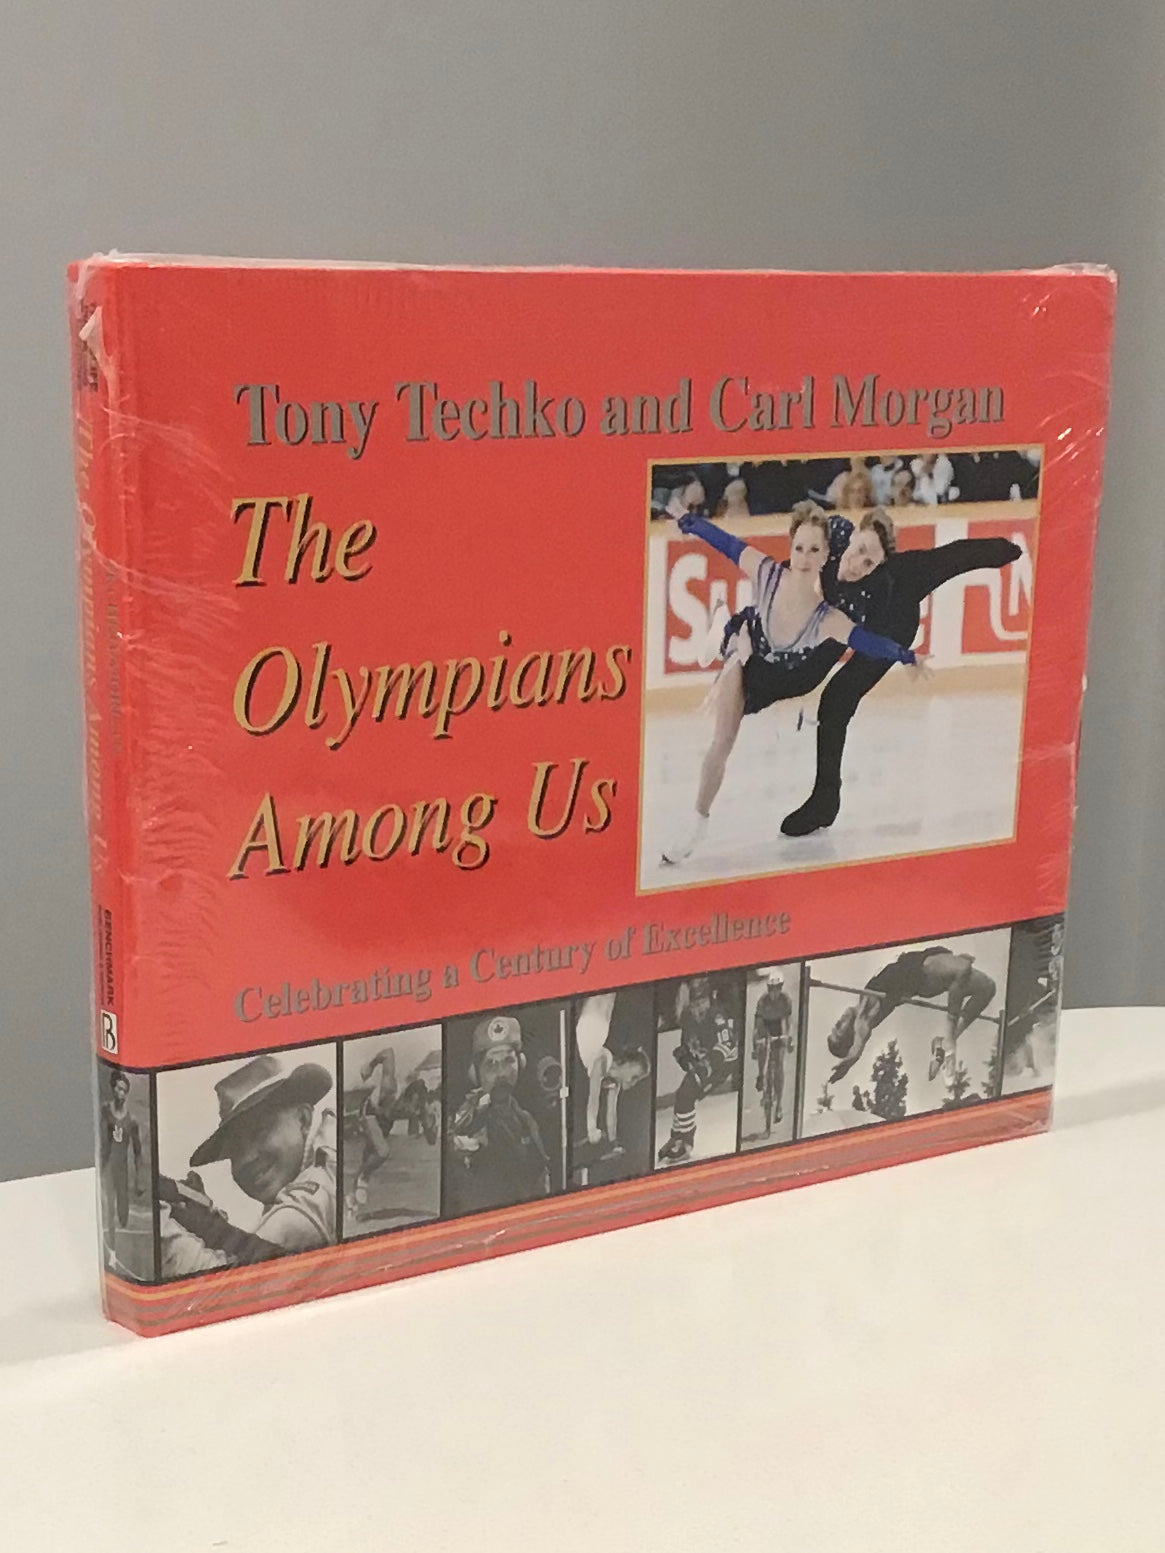 Tony Techko and Carl Morgan
The
Olympians
Among Us
Celebrating a Century of Excellence
The Olympians Among Us
BENCHMARK
B